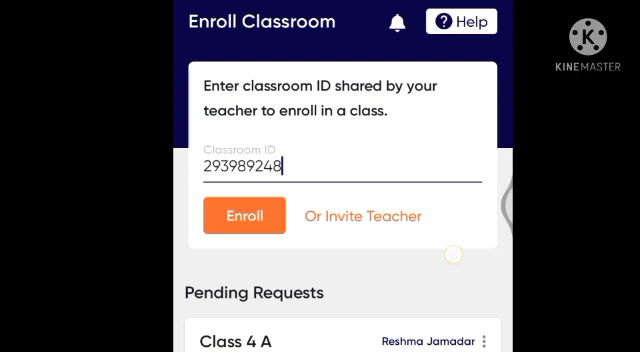 Enroll Classroom
Help
KINEMASTER
Enter classroom ID shared by your
teacher to enroll in a class.
Classroom ID
293989248
Enroll
Or Invite Teacher
Pending Requests
Class 4 A
Reshma Jamadar